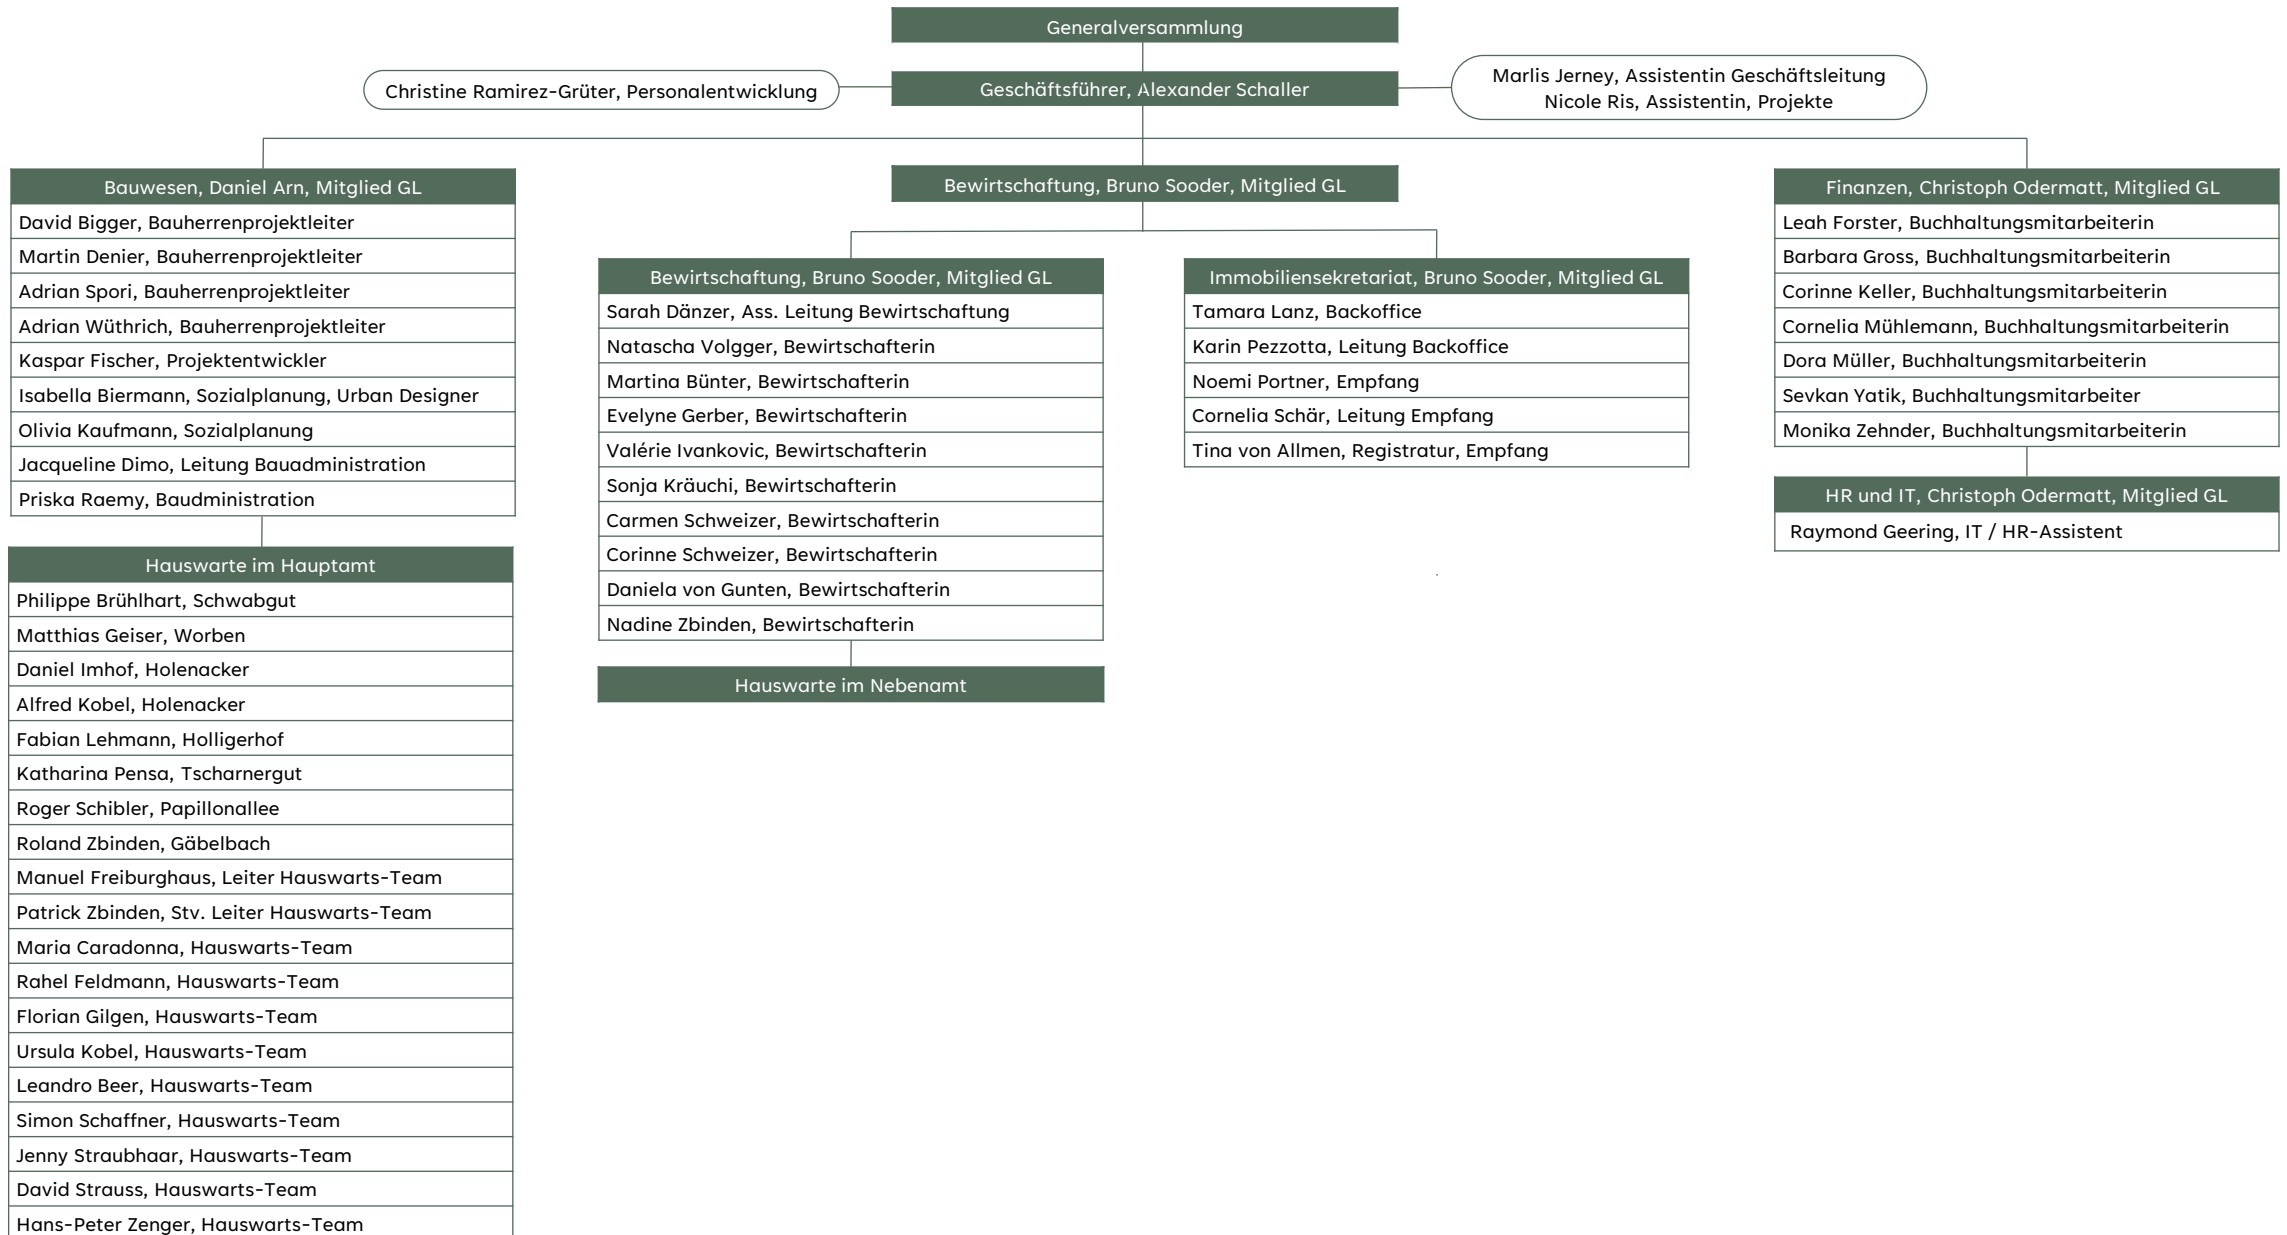 Generalversammlung
Christine Ramirez-Grüter, Personalentwicklung
Geschäftsführer, Alexander Schaller
Marlis Jerney, Assistentin Geschäftsleitung
Nicole Ris, Assistentin, Projekte
Bauwesen, Daniel Arn, Mitglied GL
David Bigger, Bauherrenprojektleiter
Martin Denier, Bauherrenprojektleiter
Adrian Spori, Bauherrenprojektleiter
Adrian Wüthrich, Bauherrenprojektleiter
Kaspar Fischer, Projektentwickler
Isabella Biermann, Sozialplanung, Urban Designer
Olivia Kaufmann, Sozialplanung
Jacqueline Dimo, Leitung Bauadministration
Priska Raemy, Baudministration
Hauswarte im Hauptamt
Philippe Brühlhart, Schwabgut
Matthias Geiser, Worben
Daniel Imhof, Holenacker
Alfred Kobel, Holenacker
Fabian Lehmann, Holligerhof
Katharina Pensa, Tscharnergut
Roger Schibler, Papillonallee
Roland Zbinden, Gäbelbach
Manuel Freiburghaus, Leiter Hauswarts-Team
Patrick Zbinden, Stv. Leiter Hauswarts-Team
Maria Caradonna, Hauswarts-Team
Rahel Feldmann, Hauswarts-Team
Florian Gilgen, Hauswarts-Team
Ursula Kobel, Hauswarts-Team
Leandro Beer, Hauswarts-Team
Simon Schaffner, Hauswarts-Team
Jenny Straubhaar, Hauswarts-Team
David Strauss, Hauswarts-Team
Hans-Peter Zenger, Hauswarts-Team
Bewirtschaftung, Bruno Sooder, Mitglied GL
Bewirtschaftung, Bruno Sooder, Mitglied GL
Sarah Dänzer, Ass. Leitung Bewirtschaftung
Natascha Volgger, Bewirtschafterin
Martina Bünter, Bewirtschafterin
Evelyne Gerber, Bewirtschafterin
Valérie Ivankovic, Bewirtschafterin
Sonja Kräuchi, Bewirtschafterin
Carmen Schweizer, Bewirtschafterin
Corinne Schweizer, Bewirtschafterin
Daniela von Gunten, Bewirtschafterin
Nadine Zbinden, Bewirtschafterin
Hauswarte im Nebenamt
Immobiliensekretariat, Bruno Sooder, Mitglied GL
Tamara Lanz, Backoffice
Karin Pezzotta, Leitung Backoffice
Noemi Portner, Empfang
Cornelia Schär, Leitung Empfang
Tina von Allmen, Registratur, Empfang
Finanzen, Christoph Odermatt, Mitglied GL
Leah Forster, Buchhaltungsmitarbeiterin
Barbara Gross, Buchhaltungsmitarbeiterin
Corinne Keller, Buchhaltungsmitarbeiterin
Cornelia Mühlemann, Buchhaltungsmitarbeiterin
Dora Müller, Buchhaltungsmitarbeiterin
Sevkan Yatik, Buchhaltungsmitarbeiter
Monika Zehnder, Buchhaltungsmitarbeiterin
HR und IT, Christoph Odermatt, Mitglied GL
Raymond Geering, IT / HR-Assistent